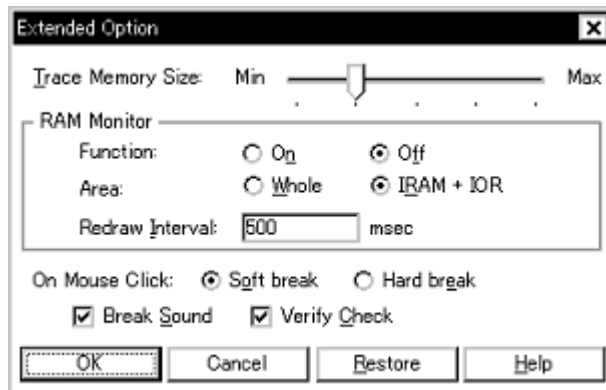 Extended Option
Trace Memory Size: Min Max
RAM Monitor
Function: On Off
Area: Whole IRAM + IOR
Redraw Interval: 500 msec
On Mouse Click: Soft break Hard break
Break Sound Verify Check
OK Cancel Restore Help